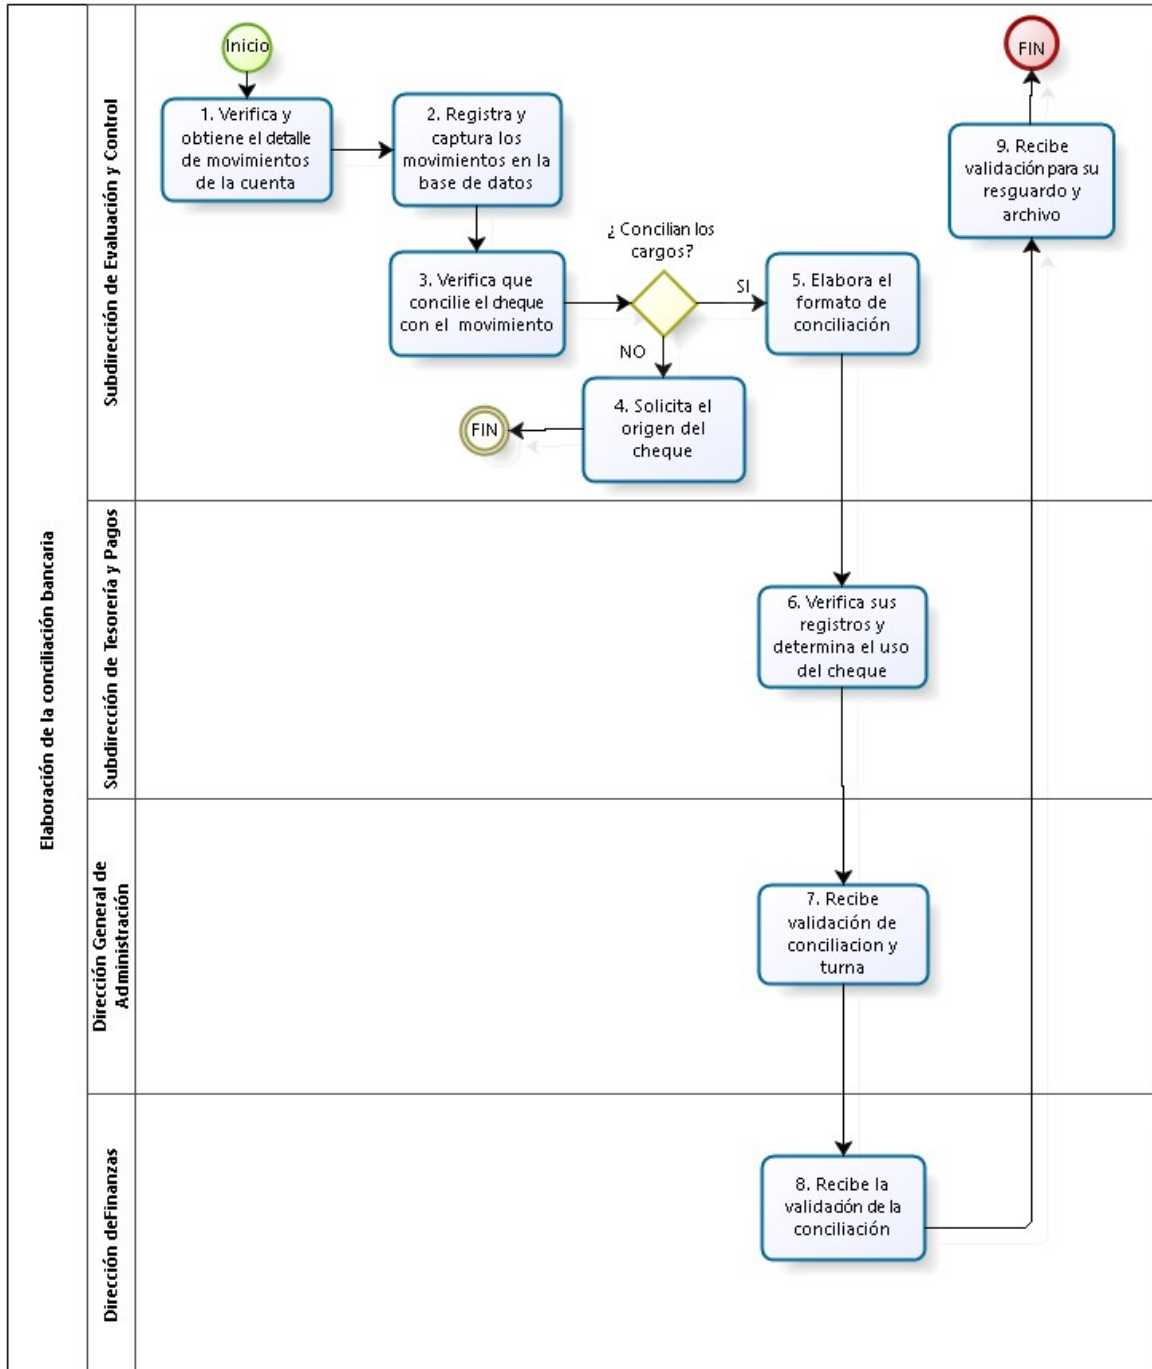 Elaboración de la conciliación bancaria
Subdirección de Evaluación y Control
Inicio
1. Verifica y
obtiene el detalle
de movimientos
de la cuenta
2. Registra y
captura los
movimientos en la
base de datos
3. Verifica que
concilie el cheque
con el movimiento
¿ Concilian los
cargos?
SI
NO
4. Solicita el
origen del
cheque
FIN
5. Elabora el
formato de
conciliación
9. Recibe
validación para su
resguardo y
archivo
FIN
Subdirección de Tesorería y Pagos
6. Verifica sus
registros y
determina el uso
del cheque
Dirección General de
Administración
7. Recibe
validación de
conciliacion y
turna
Dirección deFinanzas
8. Recibe la
validación de la
conciliación